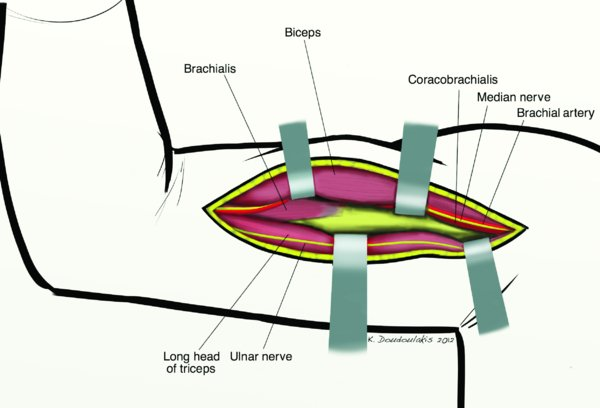 Biceps
Brachialis
Coracobrachialis
Median nerve
Brachial artery
Long head
of triceps
Ulnar nerve
K. Doudoulakis 2012